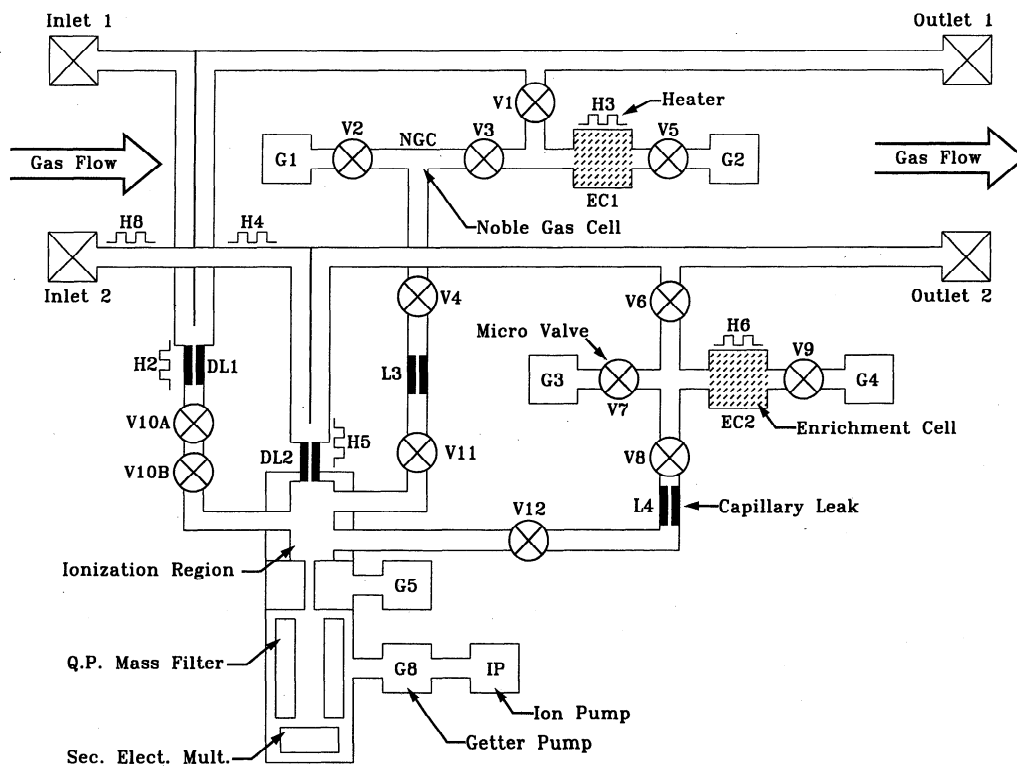 Inlet 1
Outlet 1
V1
H3
Heater
V2
NGC
V3
V5
G1
G2
Gas Flow
Gas Flow
EC1
H8
H4
Noble Gas Cell
Inlet 2
Outlet 2
V4
V6
Micro Valve
H6
V9
H2
DL1
L3
G3
G4
V7
EC2
V10A
H5
Enrichment Cell
DL2
V11
V8
V10B
L4
Capillary Leak
V12
Ionization Region
G5
Q.P. Mass Filter
G8
IP
Ion Pump
Getter Pump
Sec. Elect. Mult.